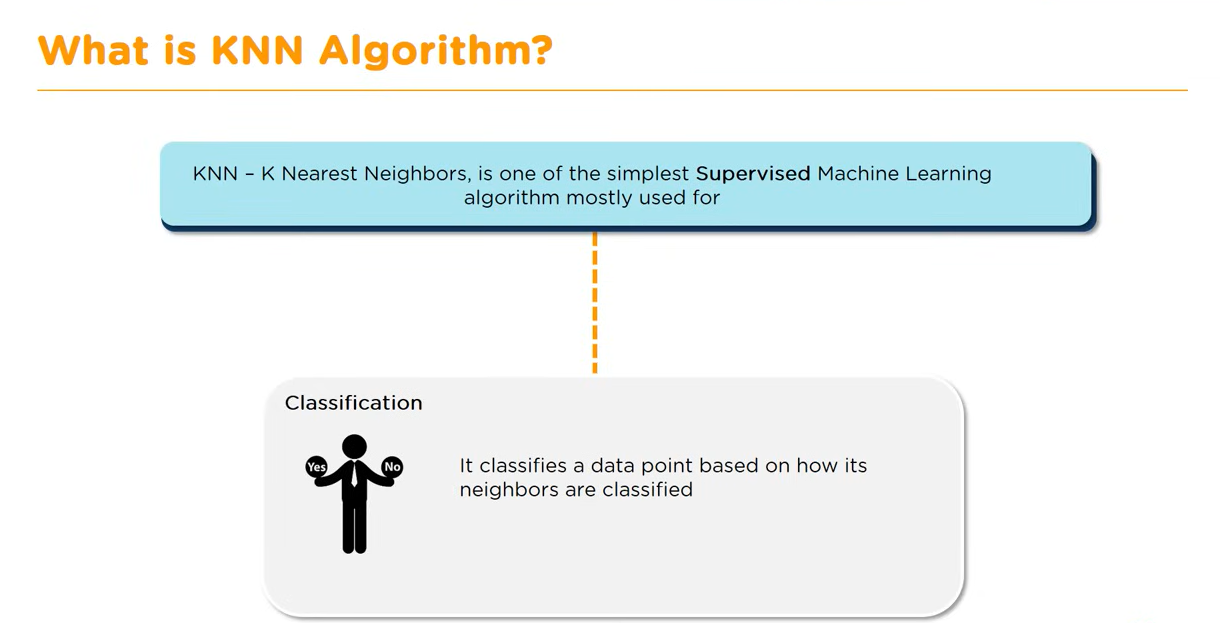 What is KNN Algorithm?
KNN – K Nearest Neighbors, is one of the simplest Supervised Machine Learning
algorithm mostly used for
Classification
Yes
No
It classifies a data point based on how its
neighbors are classified